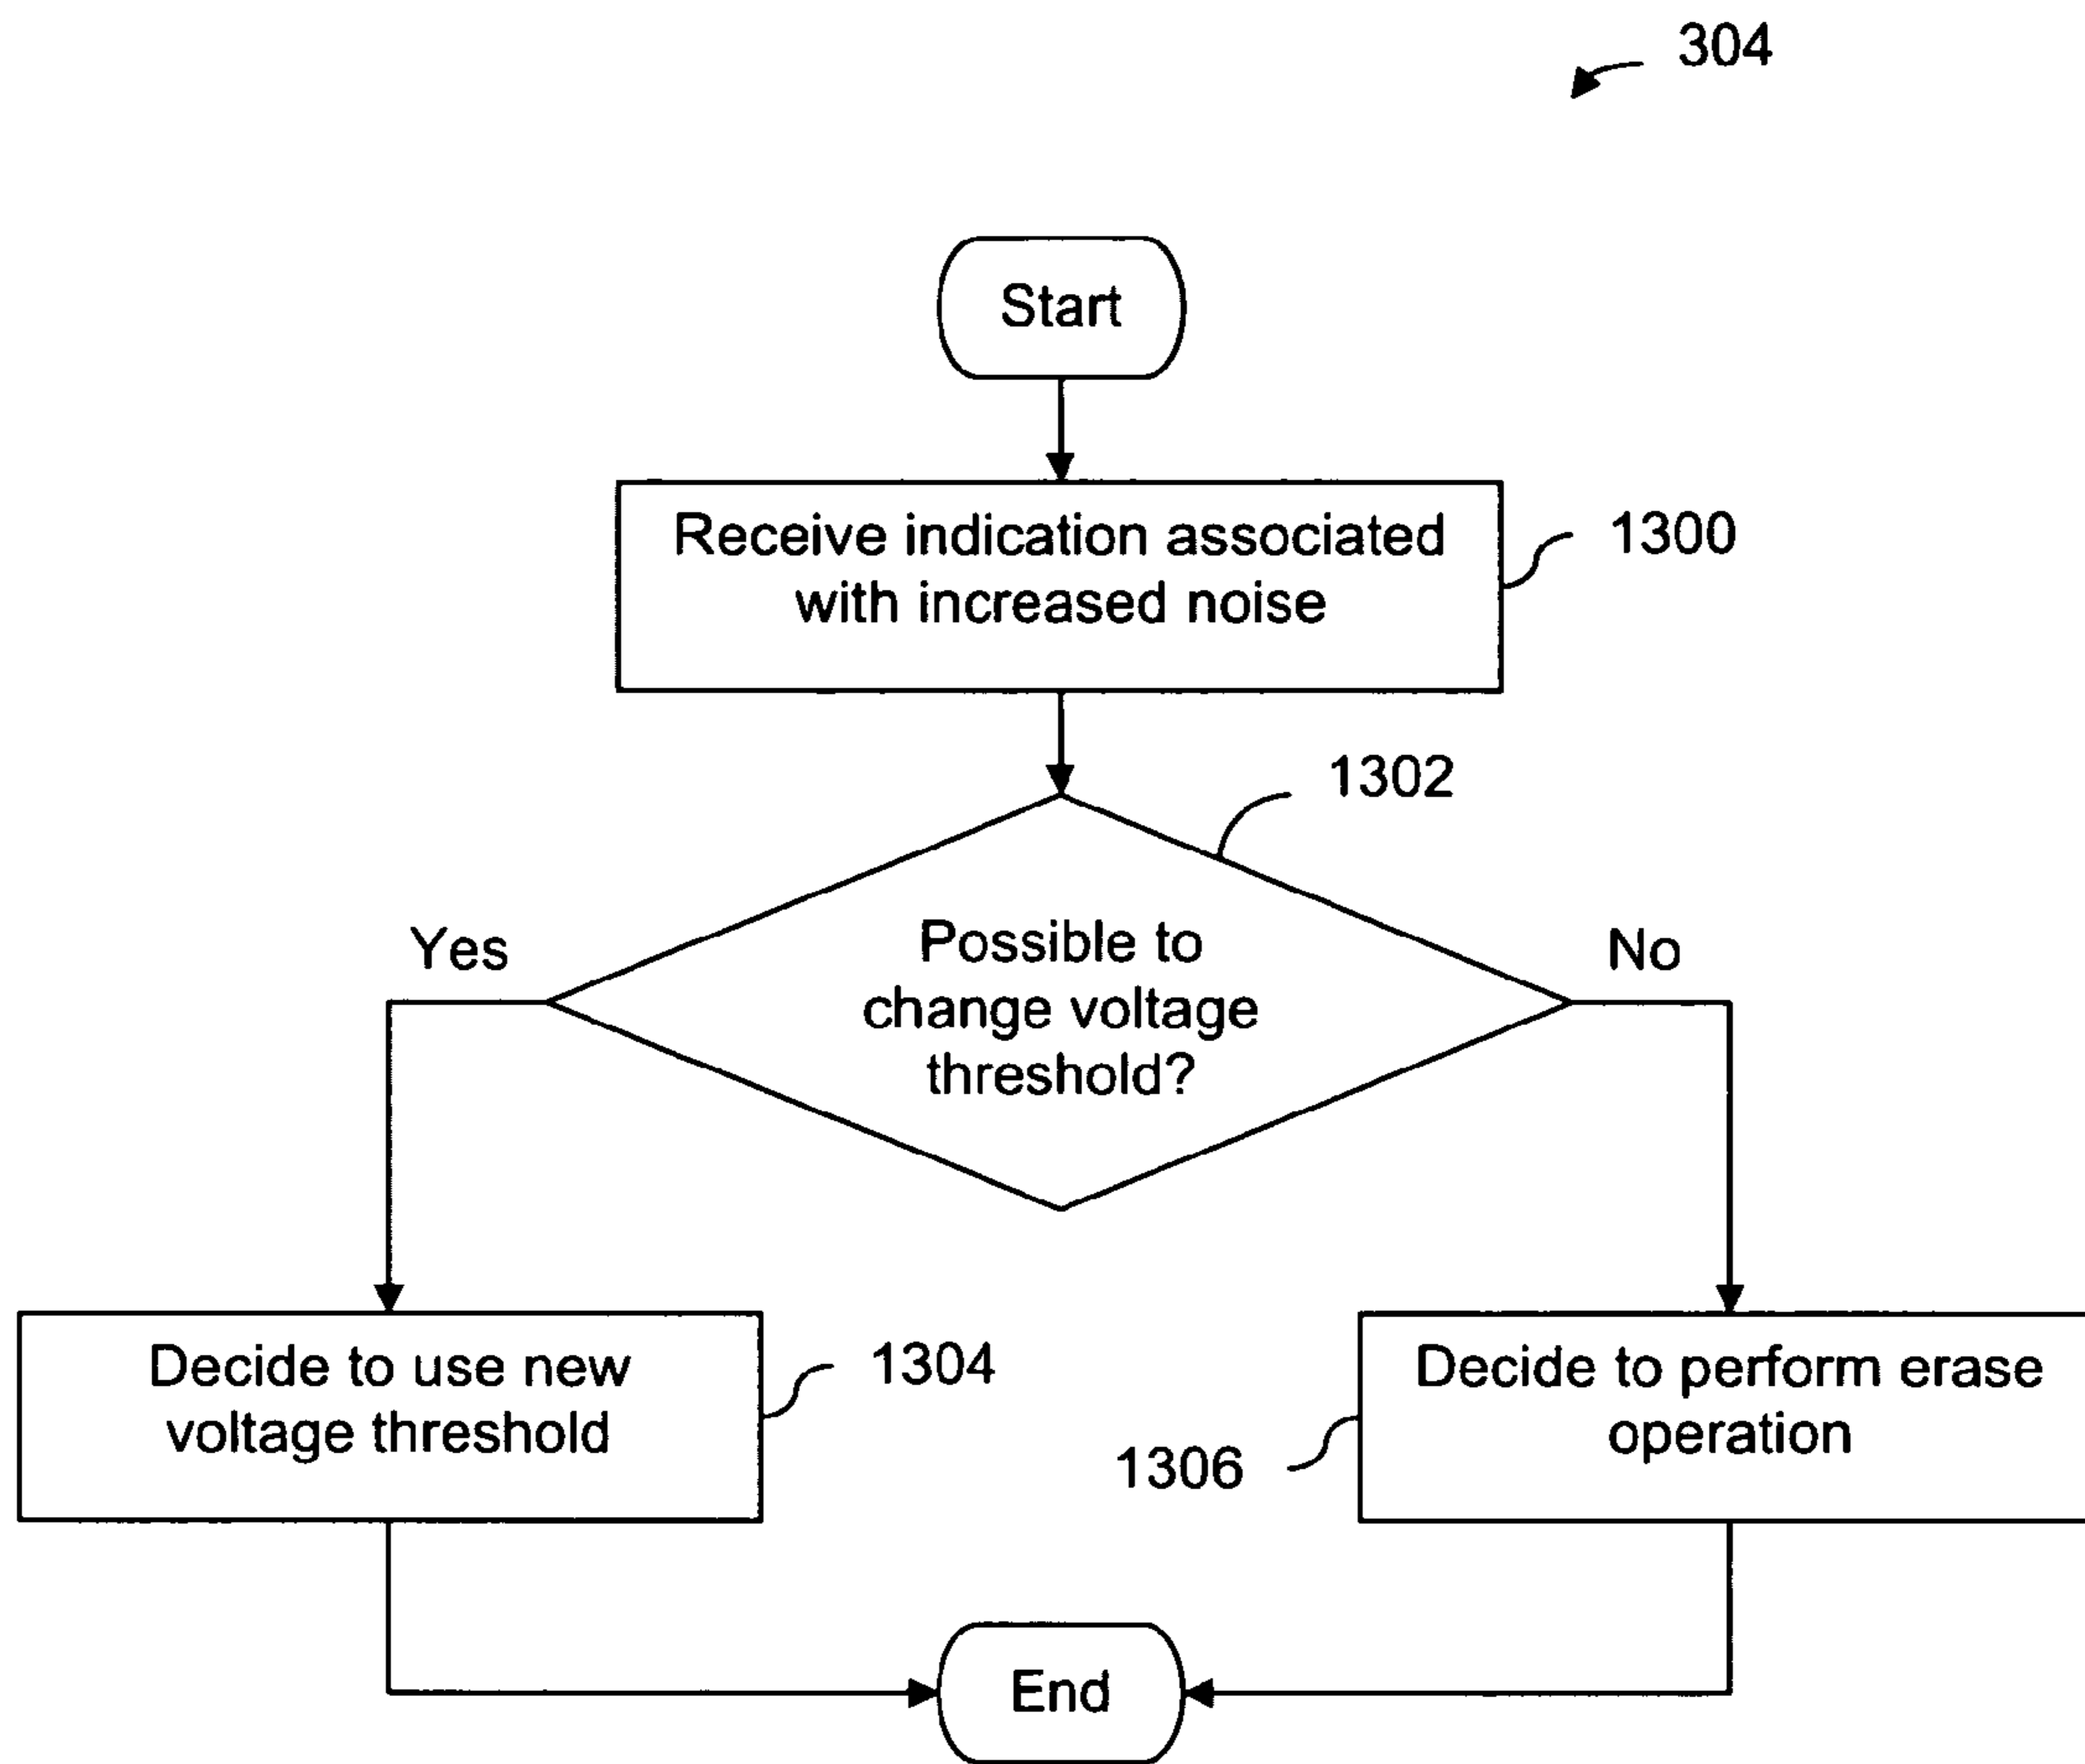 304
Start
Receive indication associated
with increased noise
1300
1302
Possible to
change voltage
threshold?
Yes
No
Decide to use new
voltage threshold
1304
Decide to perform erase
operation
1306
End